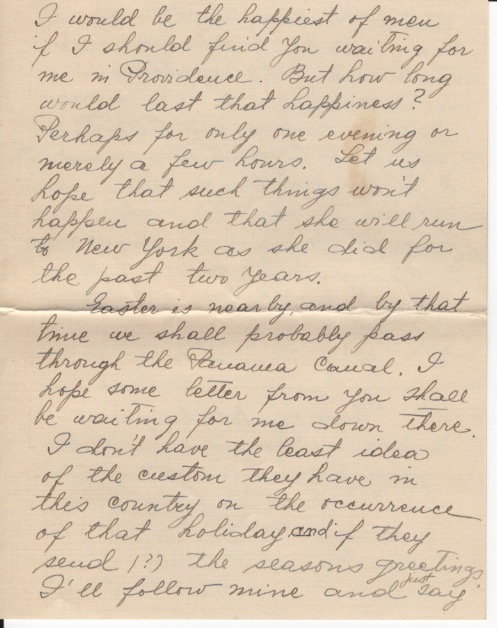 I would be the happiest of men
if I should find you waiting for
me in Providence. But how long
would last that happiness?
Perhaps for only one evening or
merely a few hours. Let us
hope that such things won't
happen and that she will run
to New York as she did for
the past two years.
Easter is nearby, and by that
time we shall probably pass
through the Panama Canal. I
hope some letter from you shall
be waiting for me down there.
I don't have the least idea
of the custom they have in
this country on the occurrence
of that holiday and if they
send (?) the seasons greetings
I'll follow mine and just say